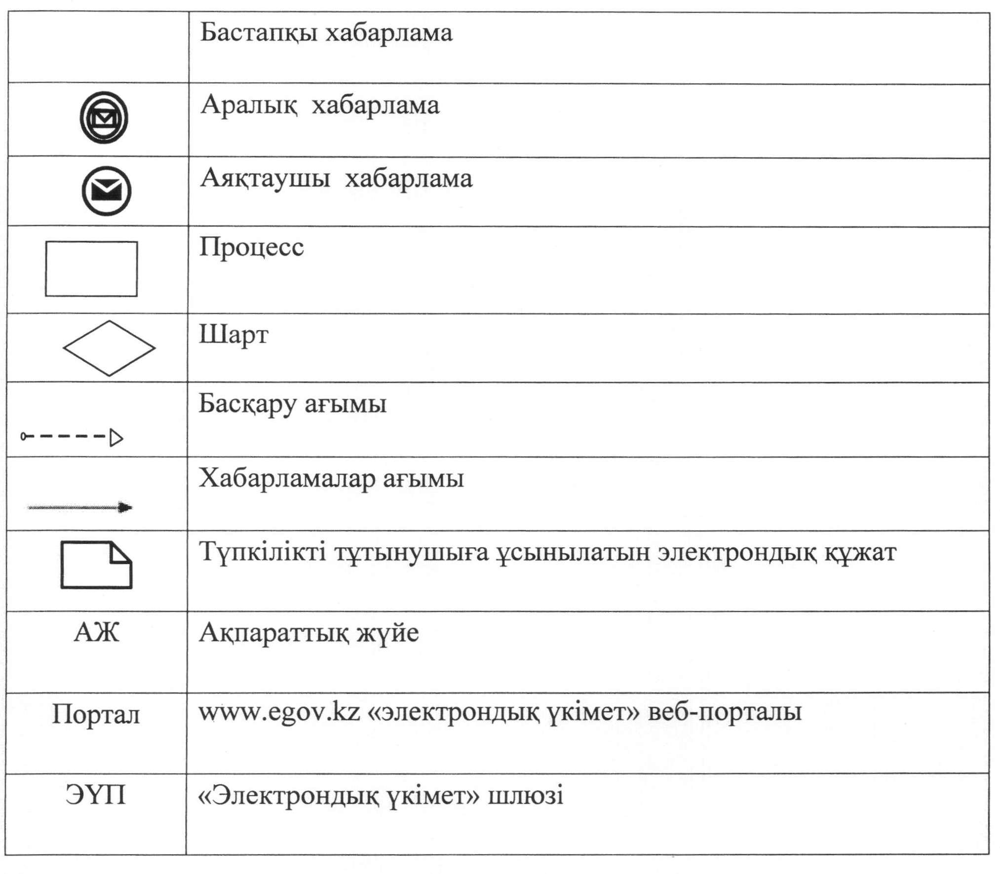 Бастапқы хабарлама
Аралық хабарлама
Аяқтаушы хабарлама
Процесс
Шарт
Басқару ағымы
Хабарламалар ағымы
Түпкілікті тұтынушыға ұсынылатын электрондық құжат
АЖ Ақпараттық жүйе
Портал www.egov.kz «электрондық үкімет» веб-порталы
ЭҮП «Электрондық үкімет» шлюзі